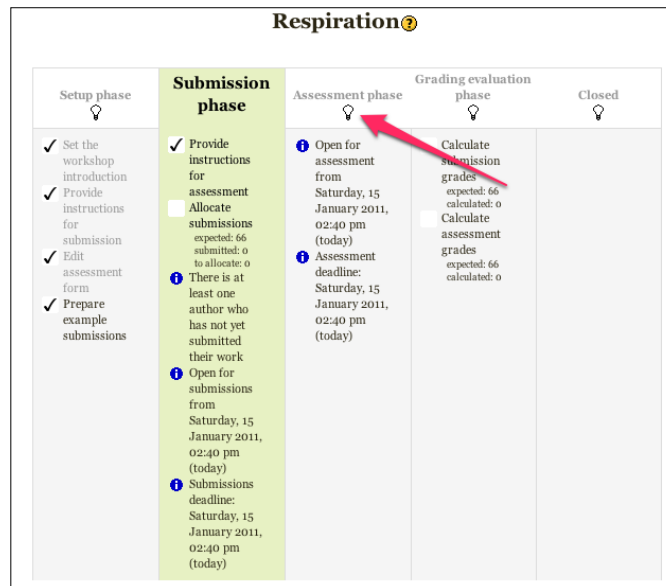 Respiration
Setup phase
Set the
workshop
introduction
Provide
instructions
for
submission
Edit
assessment
form
Prepare
example
submissions
Submission
phase
Provide
instructions
for
assessment
Allocate
submissions
expected: 66
submitted: 0
to allocate: 0
There is at
least one
author who
has not yet
submitted
their work
Open for
submissions
from
Saturday, 15
January 2011,
02:40 pm
(today)
Submissions
deadline:
Saturday, 15
January 2011,
02:40 pm
(today)
Assessment phase
Open for
assessment
from
Saturday, 15
January 2011,
02:40 pm
(today)
Assessment
deadline:
Saturday, 15
January 2011,
02:40 pm
(today)
Grading evaluation
phase
Calculate
submission
grades
expected: 66
calculated: 0
Calculate
assessment
grades
expected: 66
calculated: 0
Closed